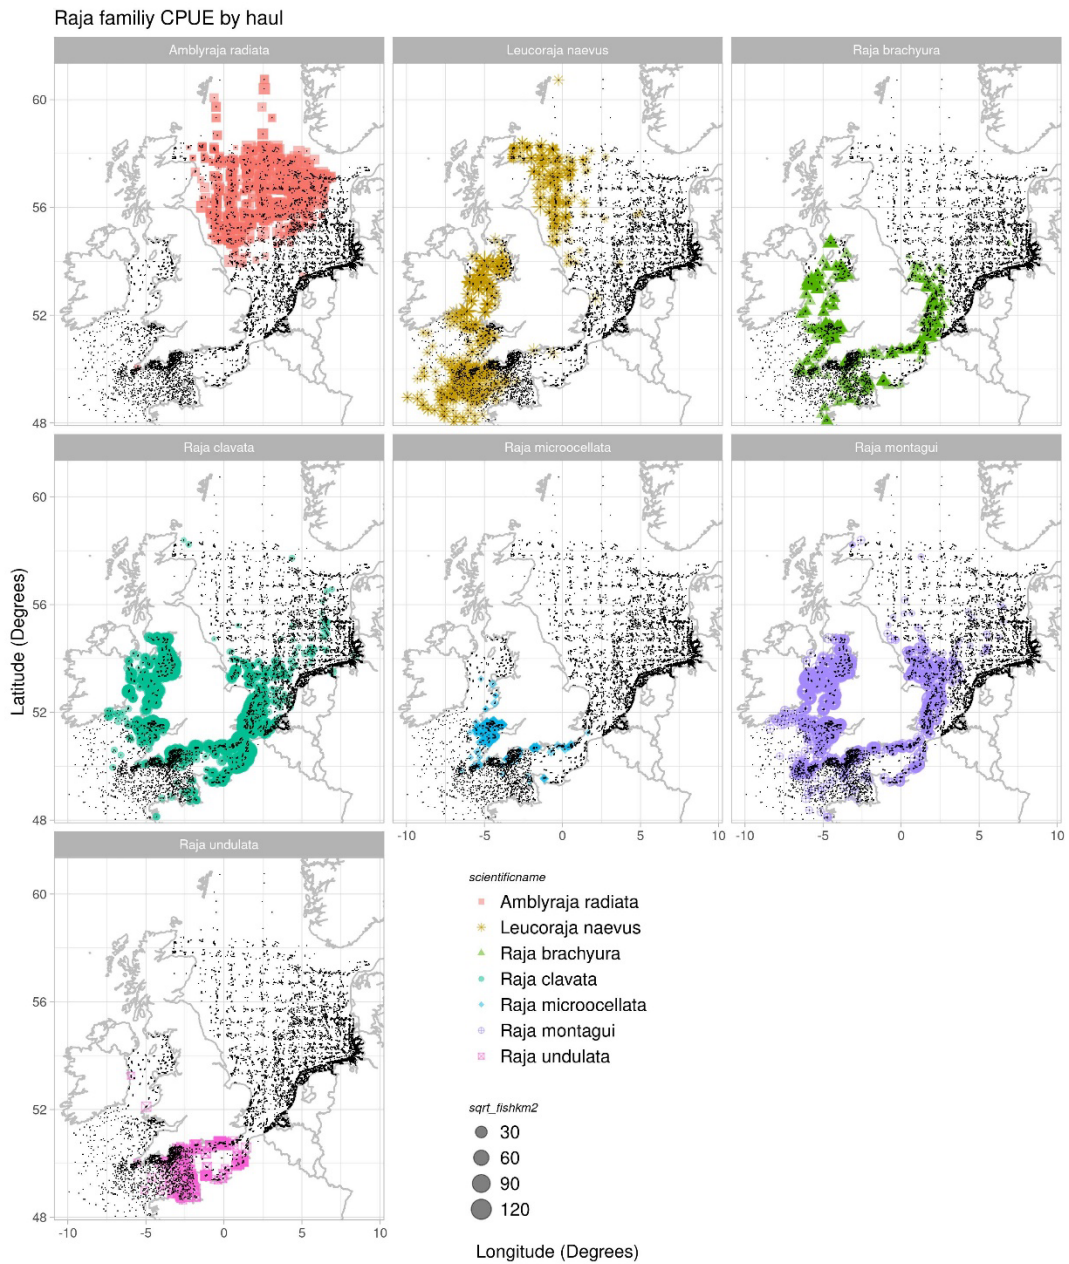 Raja familiy CPUE by haul
Amblyraja radiata
Leucoraja naevus
Raja brachyura
60
56
52
48
Raja clavata
Raja microocellata
Raja montagui
60
56
52
48
-10 -5 0 5 10
-10 -5 0 5 10
Latitude (Degrees)
Raja undulata
60
56
52
48
-10 -5 0 5 10
scientificname
Amblyraja radiata
Leucoraja naevus
Raja brachyura
Raja clavata
Raja microocellata
Raja montagui
Raja undulata
sqrt_fishkm2
30
60
90
120
Longitude (Degrees)